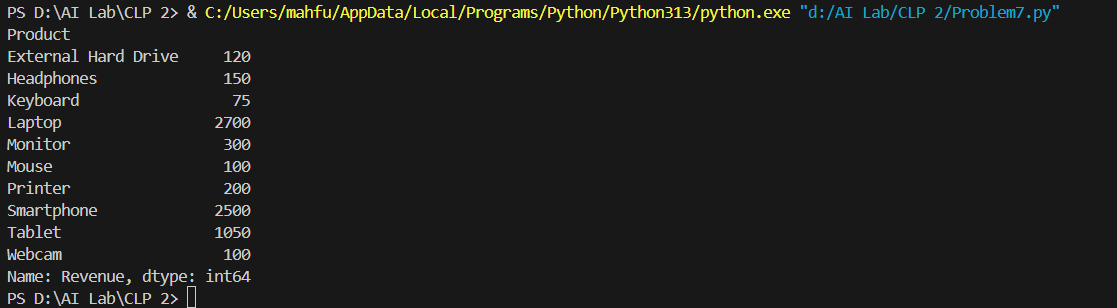 PS D:\AI Lab\CLP 2> & C:/Users/mahfu/AppData/Local/Programs/Python/Python313/python.exe "d:/AI Lab/CLP 2/Problem7.py"
Product
External Hard Drive     120
Headphones              150
Keyboard                 75
Laptop                 2700
Monitor                 300
Mouse                   100
Printer                 200
Smartphone             2500
Tablet                 1050
Webcam                  100
Name: Revenue, dtype: int64
PS D:\AI Lab\CLP 2>